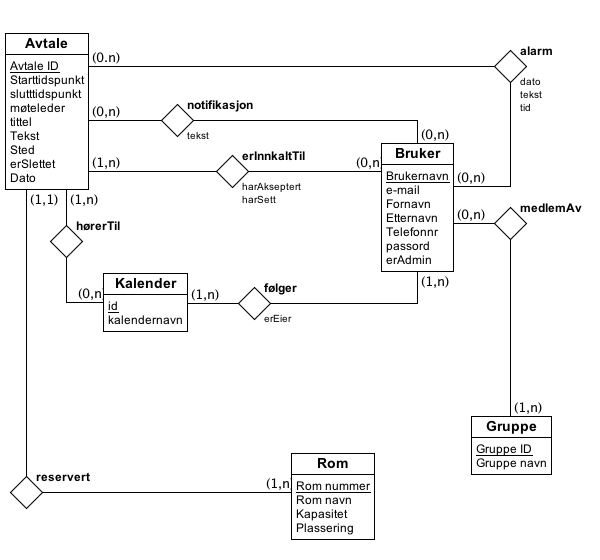 Avtale
Avtale ID
Starttidspunkt
slutttidspunkt
møteleder
tittel
Tekst
Sted
erSlettet
Dato
(0.n)
alarm
dato
tekst
tid
(0,n)
notifikasjon
tekst
(0,n)
(1,n)
erInnkaltTil
harAkseptert
harSett
(0,n
Bruker
Brukernavn
e-mail
Fornavn
Etternavn
Telefonnr
passord
erAdmin
(0,n)
(0,n)
medlemAv
(1,1)
(1,n)
hørerTil
(0,n)
Kalender
id
kalendernavn
(1,n)
følger
erEier
(1,n)
(1,n)
Gruppe
Gruppe ID
Gruppe navn
reservert
(1,n)
Rom
Rom nummer
Rom navn
Kapasitet
Plassering